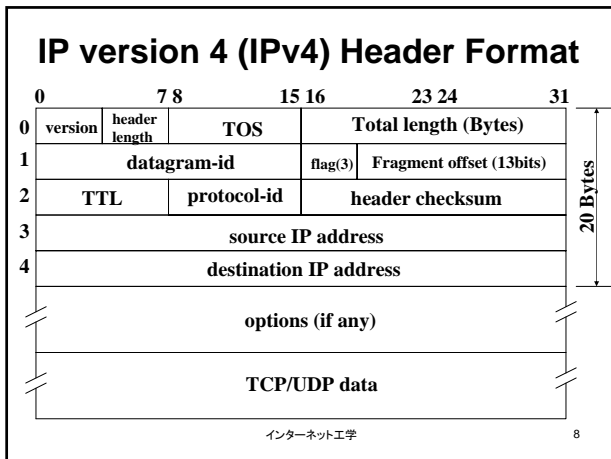 IP version 4 (IPv4) Header Format
0 7 8 15 16 23 24 31
0 version header length TOS Total length (Bytes)
1 datagram-id flag(3) Fragment offset (13bits)
2 TTL protocol-id header checksum
3 source IP address
4 destination IP address
20 Bytes
options (if any)
TCP/UDP data
インターネット工学 8